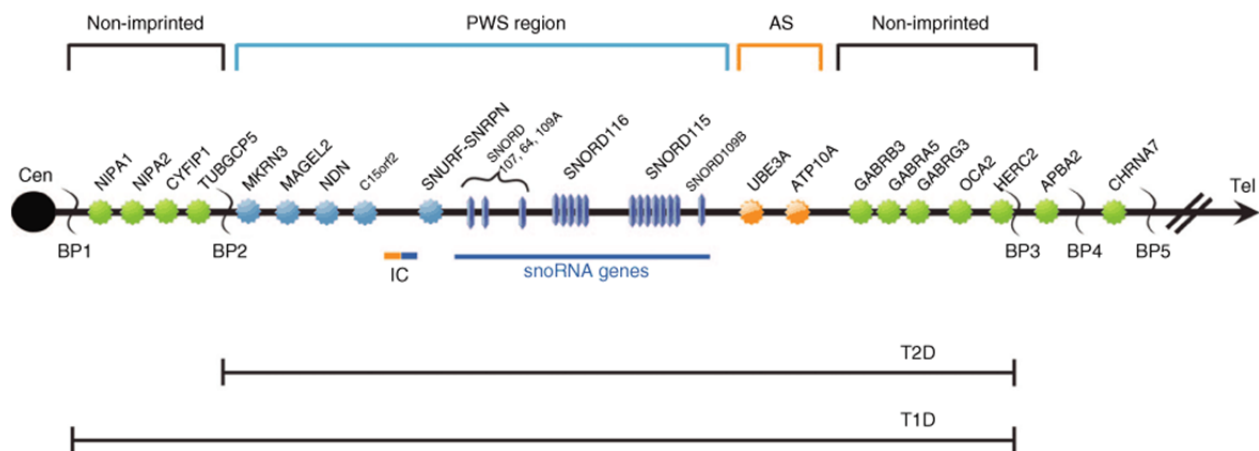 Non-imprinted
PWS region
AS
Non-imprinted
Cen
NIPA1
NIPA2
CYFIP1
TUBGCP5
MKRN3
MAGEL2
NDN
C15orf2
SNURF-SNRPN
SNORD
107, 64, 109A
SNORD116
SNORD115
SNORD109B
UBE3A
ATP10A
GABRB3
GABRA5
GABRG3
OCA2
HERC2
APBA2
CHRNA7
Tel
BP1
BP2
BP3
BP4
BP5
IC
snoRNA genes
T2D
T1D